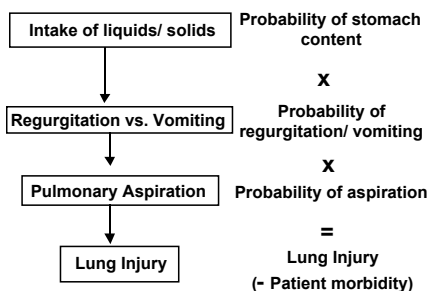 Intake of liquids/ solids
Probability of stomach
content
x
Regurgitation vs. Vomiting
Probability of
regurgitation/ vomiting
x
Pulmonary Aspiration
Probability of aspiration
=
Lung Injury
Lung Injury
(- Patient morbidity)